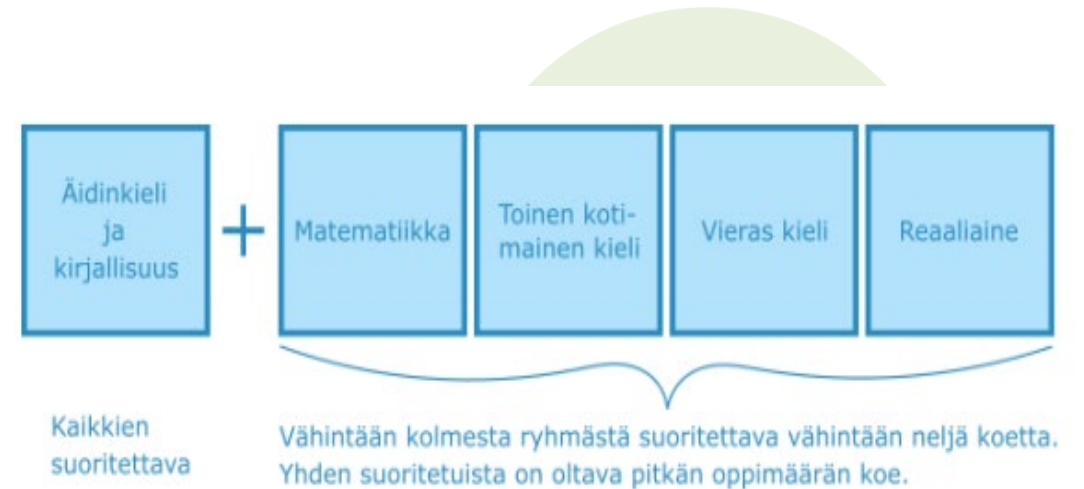 Äidinkieli
ja
kirjallisuus
+
Matematiikka
Toinen koti-
mainen kieli
Vieras kieli
Reaaliaine
Kaikkien
suoritettava
Vähintään kolmesta ryhmästä suoritettava vähintään neljä koetta.
Yhden suoritetuista on oltava pitkän oppimäärän koe.